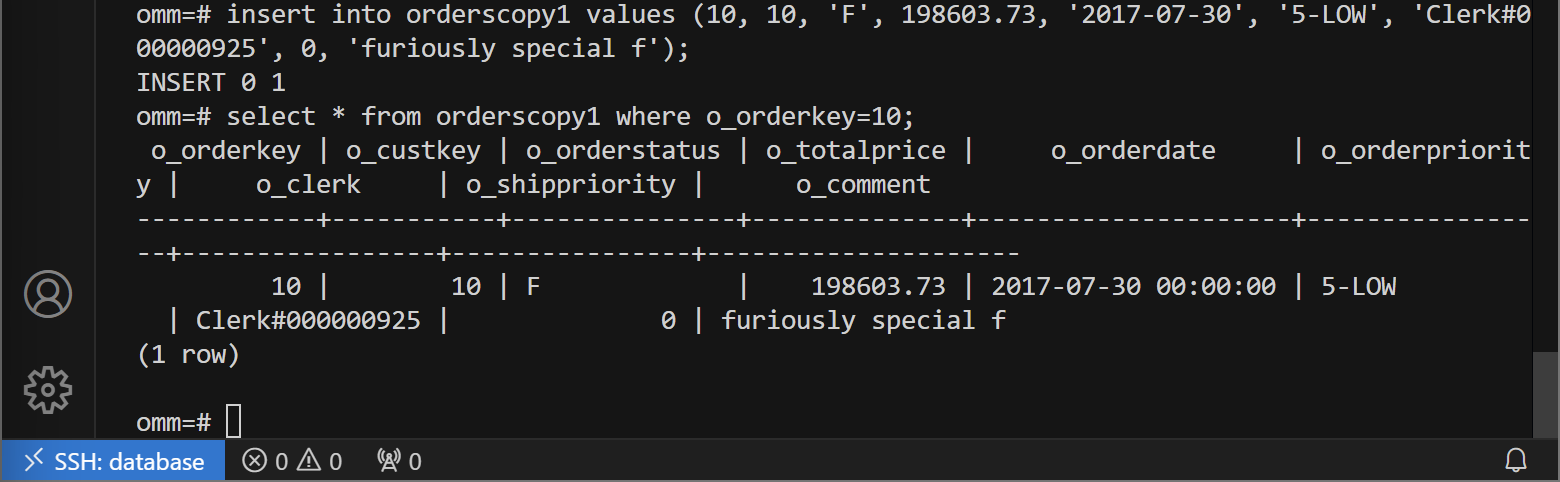 omm=# insert into orderscopy1 values (10, 10, 'F', 198603.73, '2017-07-30', '5-LOW', 'Clerk#0
00000925', 0, 'furiously special f');
INSERT 0 1
omm=# select * from orderscopy1 where o_orderkey=10;
 o_orderkey | o_custkey | o_orderstatus | o_totalprice |     o_orderdate     | o_orderpriorit
y |     o_clerk     | o_shippriority |      o_comment
------------+-----------+---------------+--------------+---------------------+---------------
--+-----------------+----------------+---------------------
         10 |        10 | F             |    198603.73 | 2017-07-30 00:00:00 | 5-LOW
  | Clerk#000000925 |              0 | furiously special f
(1 row)
omm=#
SSH: database 0 0 0